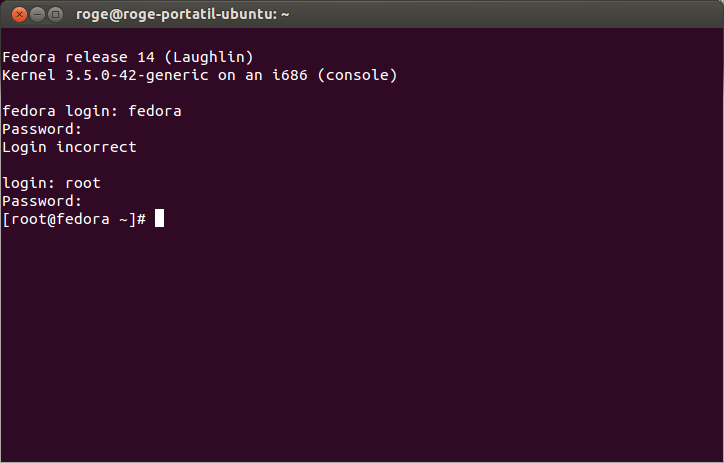 roge@roge-portatil-ubuntu: ~
Fedora release 14 (Laughlin)
Kernel 3.5.0-42-generic on an i686 (console)
fedora login: fedora
Password:
Login incorrect
login: root
Password:
[root@fedora ~]#